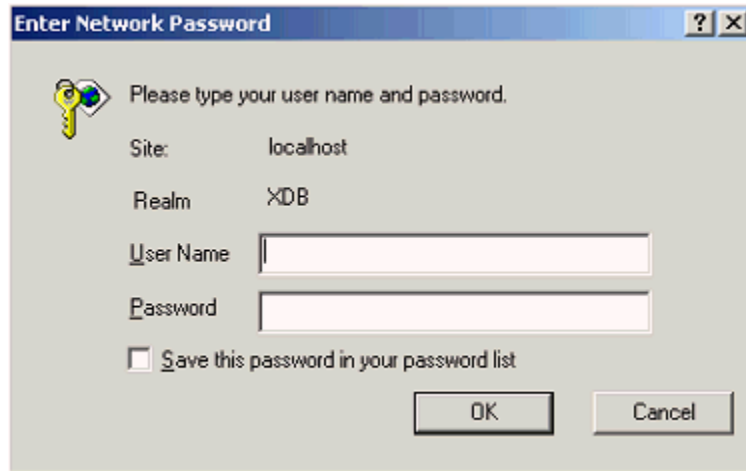 Enter Network Password
Please type your user name and password.
Site: localhost
Realm XDB
User Name
Password
Save this password in your password list
OK Cancel